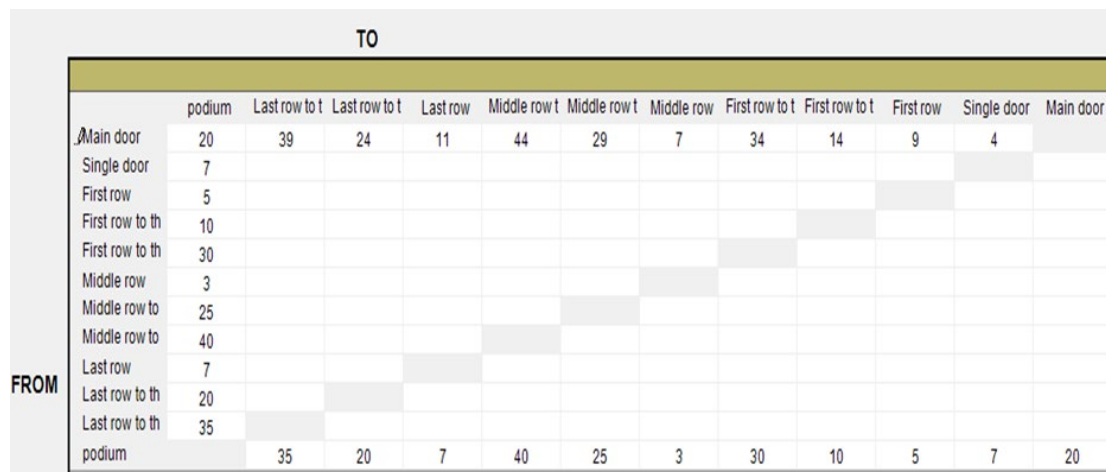 TO
podium Last row to t Last row to t Last row Middle row t Middle row t Middle row First row to t First row to t First row Single door Main door
Main door 20 39 24 11 44 29 7 34 14 9 4
Single door 7
First row 5
First row to th 10
First row to th 30
Middle row 3
Middle row to 25
Middle row to 40
Last row 7
FROM
Last row to th 20
Last row to th 35
podium 35 20 7 40 25 3 30 10 5 7 20